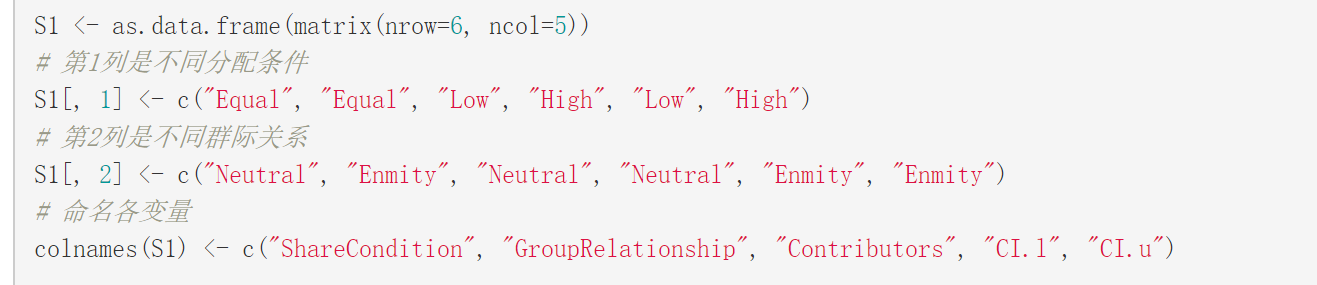 S1 <- as.data.frame(matrix(nrow=6, ncol=5))
# 第1列是不同分配条件
S1[, 1] <- c("Equal", "Equal", "Low", "High", "Low", "High")
# 第2列是不同群际关系
S1[, 2] <- c("Neutral", "Enmity", "Neutral", "Neutral", "Enmity", "Enmity")
# 命名各变量
colnames(S1) <- c("ShareCondition", "GroupRelationship", "Contributors", "CI.l", "CI.u")